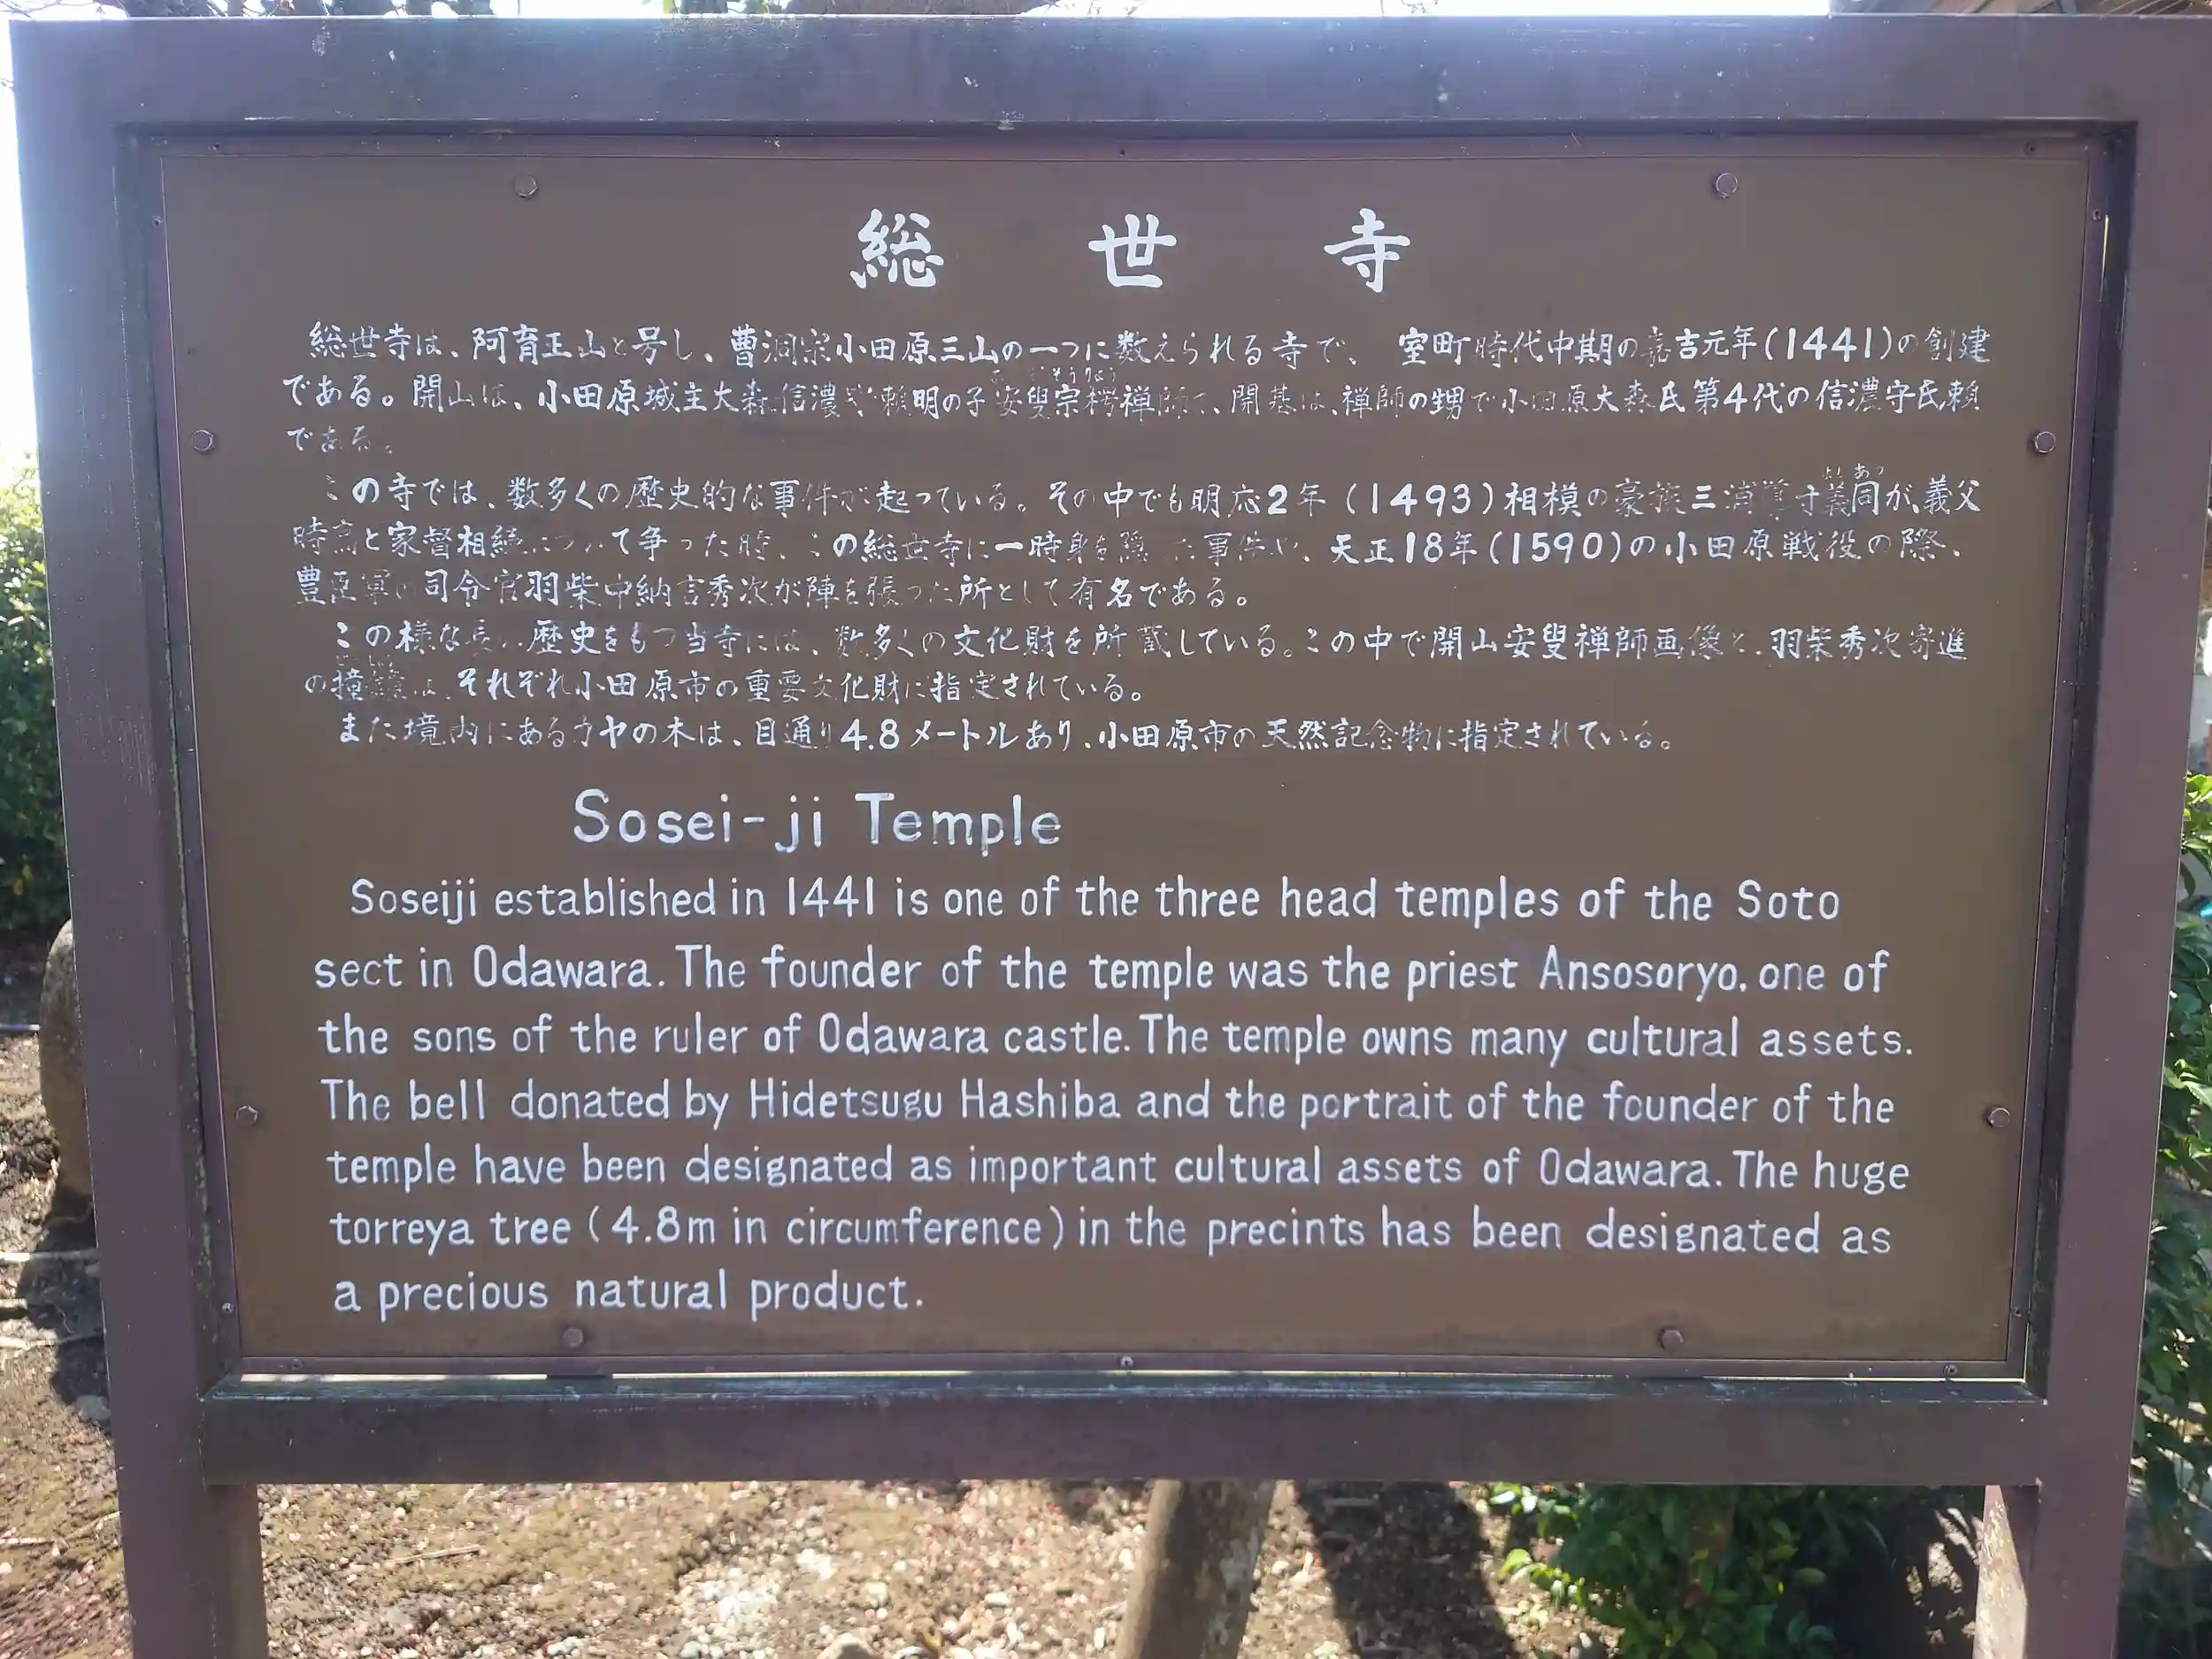 総世寺
総世寺は、阿育王山と号し、曹洞宗小田原三山の一つに数えられる寺で、 室町時代中期の嘉吉元年(1441)の創建
である。開山は、小田原城主大森信濃守頼明の子安叟宗楞禅師で、開基は、禅師の甥で小田原大森氏第4代の信濃守氏頼
である。
この寺では、数多くの歴史的な事件が起っている。その中でも明応2年(1493)相模の豪族三浦 義同が、義父
時高と家督相続について争った時、この総世寺に一時身を隠した事件や、天正18年(1590)の小田原戦役の際、
豊臣軍の司令官羽柴中納言秀次が陣を張った所として有名である。
この様な長い歴史をもつ当寺には、数多くの文化財を所蔵している。この中で開山安叟禅師画像と、羽柴秀次寄進
の撞鐘は、それぞれ小田原市の重要文化財に指定されている。
また境内にあるカヤの木は、目通り4.8メートルあり、小田原市の天然記念物に指定されている。
Sosei-ji Temple
Soseiji established in 1441 is one of the three head temples of the Soto
sect in Odawara. The founder of the temple was the priest Ansosoryo, one of
the sons of the ruler of Odawara castle. The temple owns many cultural assets.
The bell donated by Hidetsugu Hashiba and the portrait of the founder of the
temple have been designated as important cultural assets of Odawara. The huge
torreya tree (4.8m in circumference) in the precints has been designated as
a precious natural product.